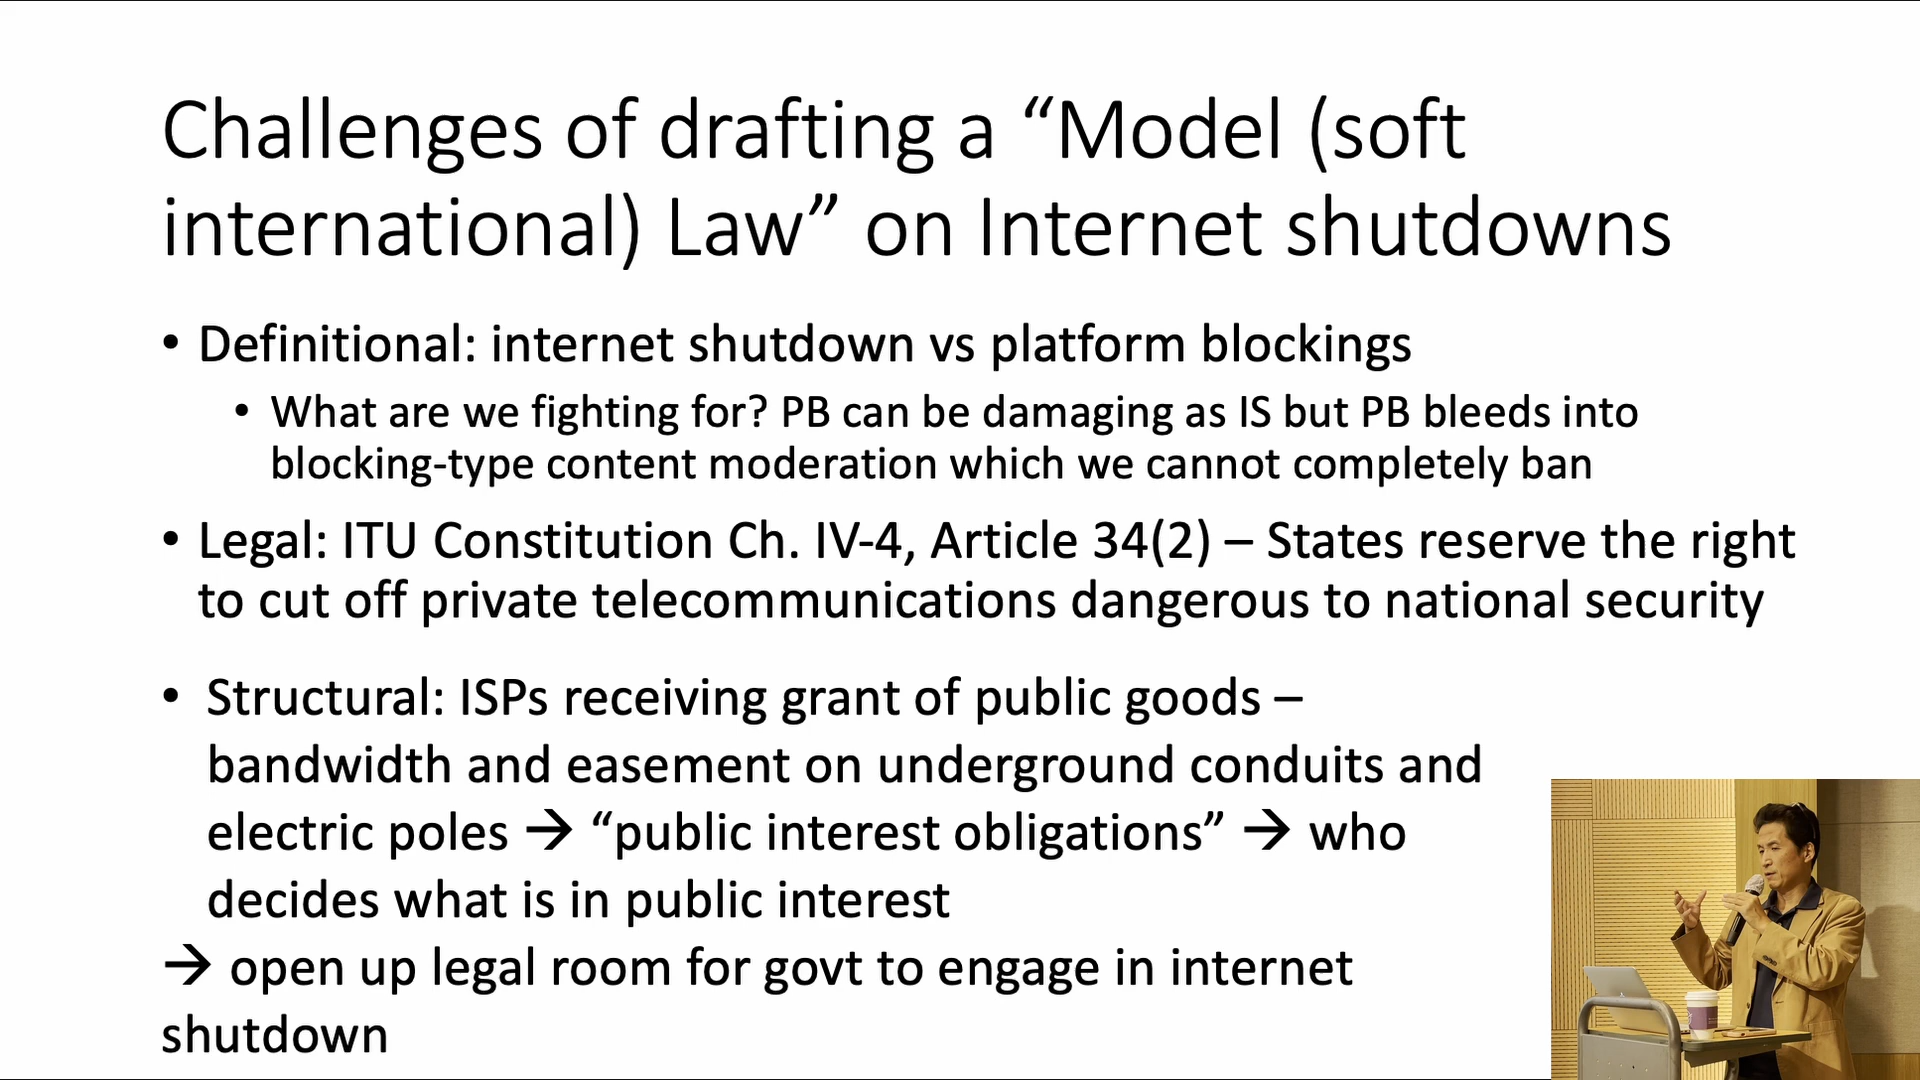 Challenges of drafting a “Model (soft
international) Law” on Internet shutdowns
• Definitional: internet shutdown vs platform blockings
• What are we fighting for? PB can be damaging as IS but PB bleeds into
blocking-type content moderation which we cannot completely ban
• Legal: ITU Constitution Ch. IV-4, Article 34(2) – States reserve the right
to cut off private telecommunications dangerous to national security
• Structural: ISPs receiving grant of public goods –
bandwidth and easement on underground conduits and
electric poles → “public interest obligations” → who
decides what is in public interest
→ open up legal room for govt to engage in internet
shutdown